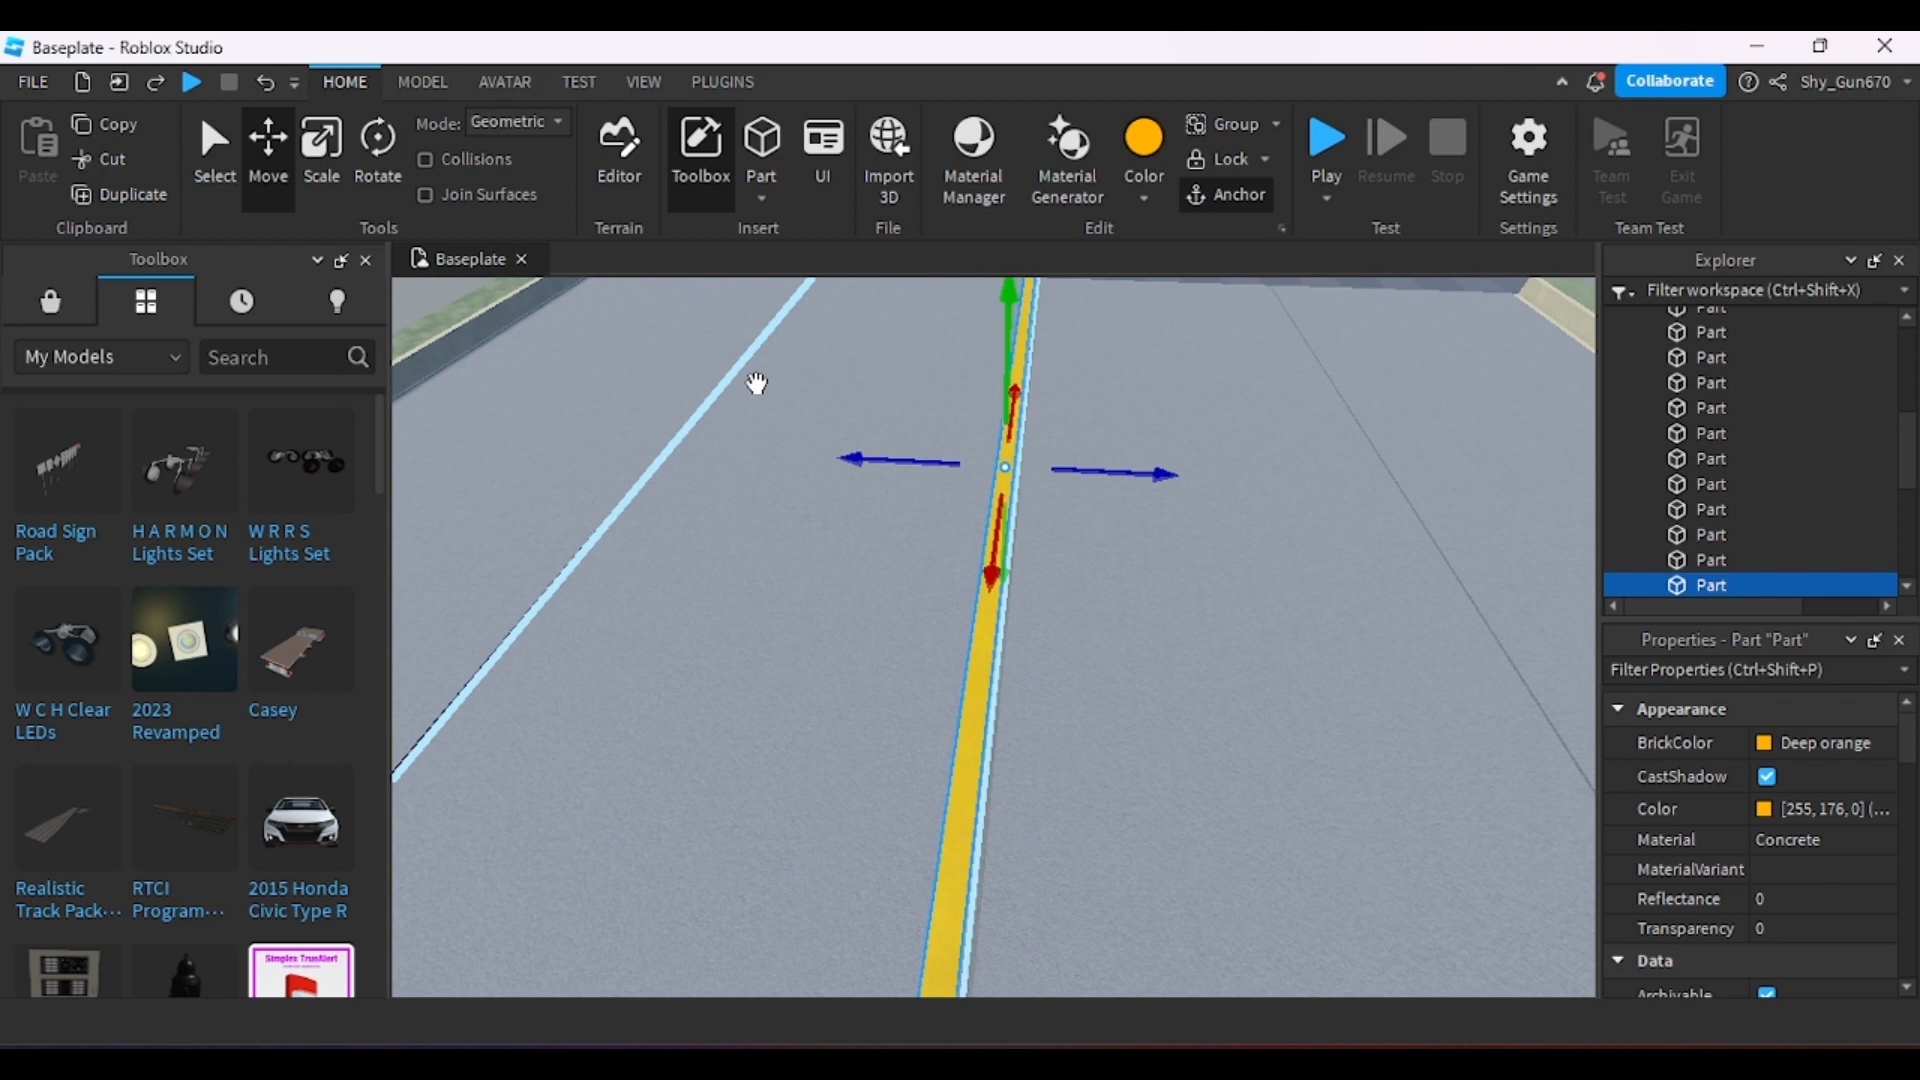 Baseplate - Roblox Studio
FILE HOME MODEL AVATAR TEST VIEW PLUGINS Collaborate Shy_Gun670
Paste Copy Cut Duplicate
Clipboard
Select Move Scale Rotate
Mode: Geometric
Collisions
Join Surfaces
Tools
Editor
Terrain
Toolbox Part UI
Insert
Import 3D
File
Material Manager
Material Generator
Color
Group
Lock
Anchor
Edit
Play Resume Stop
Test
Game Settings
Settings
Team Test
Exit Game
Team Test
Toolbox
My Models Search
Road Sign Pack
H A R M O N Lights Set
W R R S Lights Set
W C H Clear LEDs
2023 Revamped
Casey
Realistic Track Pack...
RTCI Program...
2015 Honda Civic Type R
Simplex TrueAlert
Baseplate
Explorer
Filter workspace (Ctrl+Shift+X)
Part
Part
Part
Part
Part
Part
Part
Part
Part
Part
Part
Part
Properties - Part "Part"
Filter Properties (Ctrl+Shift+P)
Appearance
BrickColor Deep orange
CastShadow
Color [255, 176, 0] (...
Material Concrete
MaterialVariant
Reflectance 0
Transparency 0
Data
Archivable